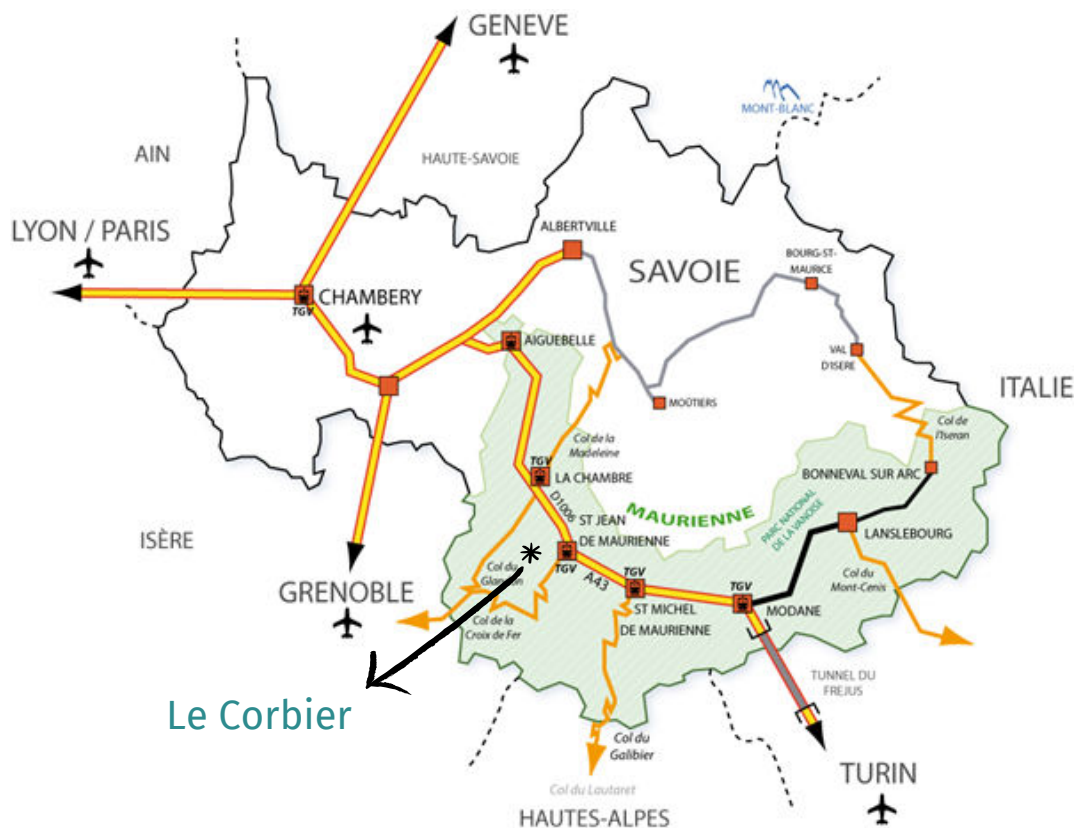 GENEVE
MONT-BLANC
AIN
HAUTE-SAVOIE
LYON / PARIS
ALBERTVILLE
SAVOIE
BOURG-ST-
MAURICE
TGV
CHAMBERY
AIGUEBELLE
VAL
D'ISERE
ITALIE
MOÛTIERS
Col de
l'Iseran
Col de la
Madeleine
TGV
LA CHAMBRE
BONNEVAL SUR ARC
D1006
MAURIENNE
PARC NATIONAL
DE LA VANOISE
ST JEAN
DE MAURIENNE
LANSLEBOURG
ISÈRE
TGV
A43
Col du
Glandon
TGV
TGV
Col du
Mont-Cenis
GRENOBLE
ST MICHEL
DE MAURIENNE
MODANE
Col de la
Croix de Fer
TUNNEL DU
FREJUS
Le Corbier
Col du
Galibier
TURIN
Col du Lautaret
HAUTES-ALPES